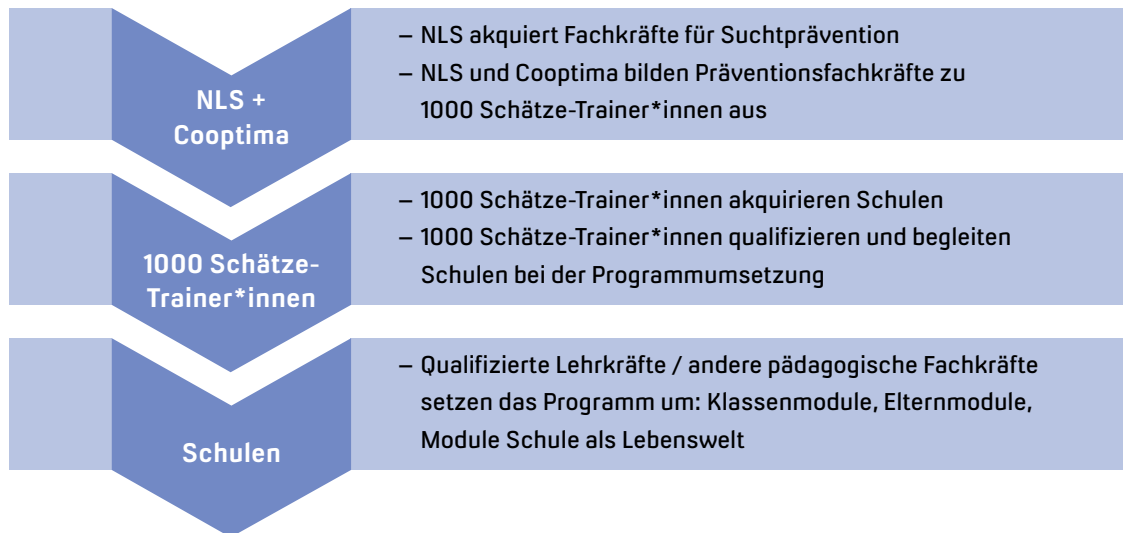 NLS +
Cooptima
– NLS akquiert Fachkräfte für Suchtprävention
– NLS und Cooptima bilden Präventionsfachkräfte zu
1000 Schätze-Trainer*innen aus
1000 Schätze-
Trainer*innen
– 1000 Schätze-Trainer*innen akquirieren Schulen
– 1000 Schätze-Trainer*innen qualifizieren und begleiten
Schulen bei der Programmumsetzung
Schulen
– Qualifizierte Lehrkräfte / andere pädagogische Fachkräfte
setzen das Programm um: Klassenmodule, Elternmodule,
Module Schule als Lebenswelt